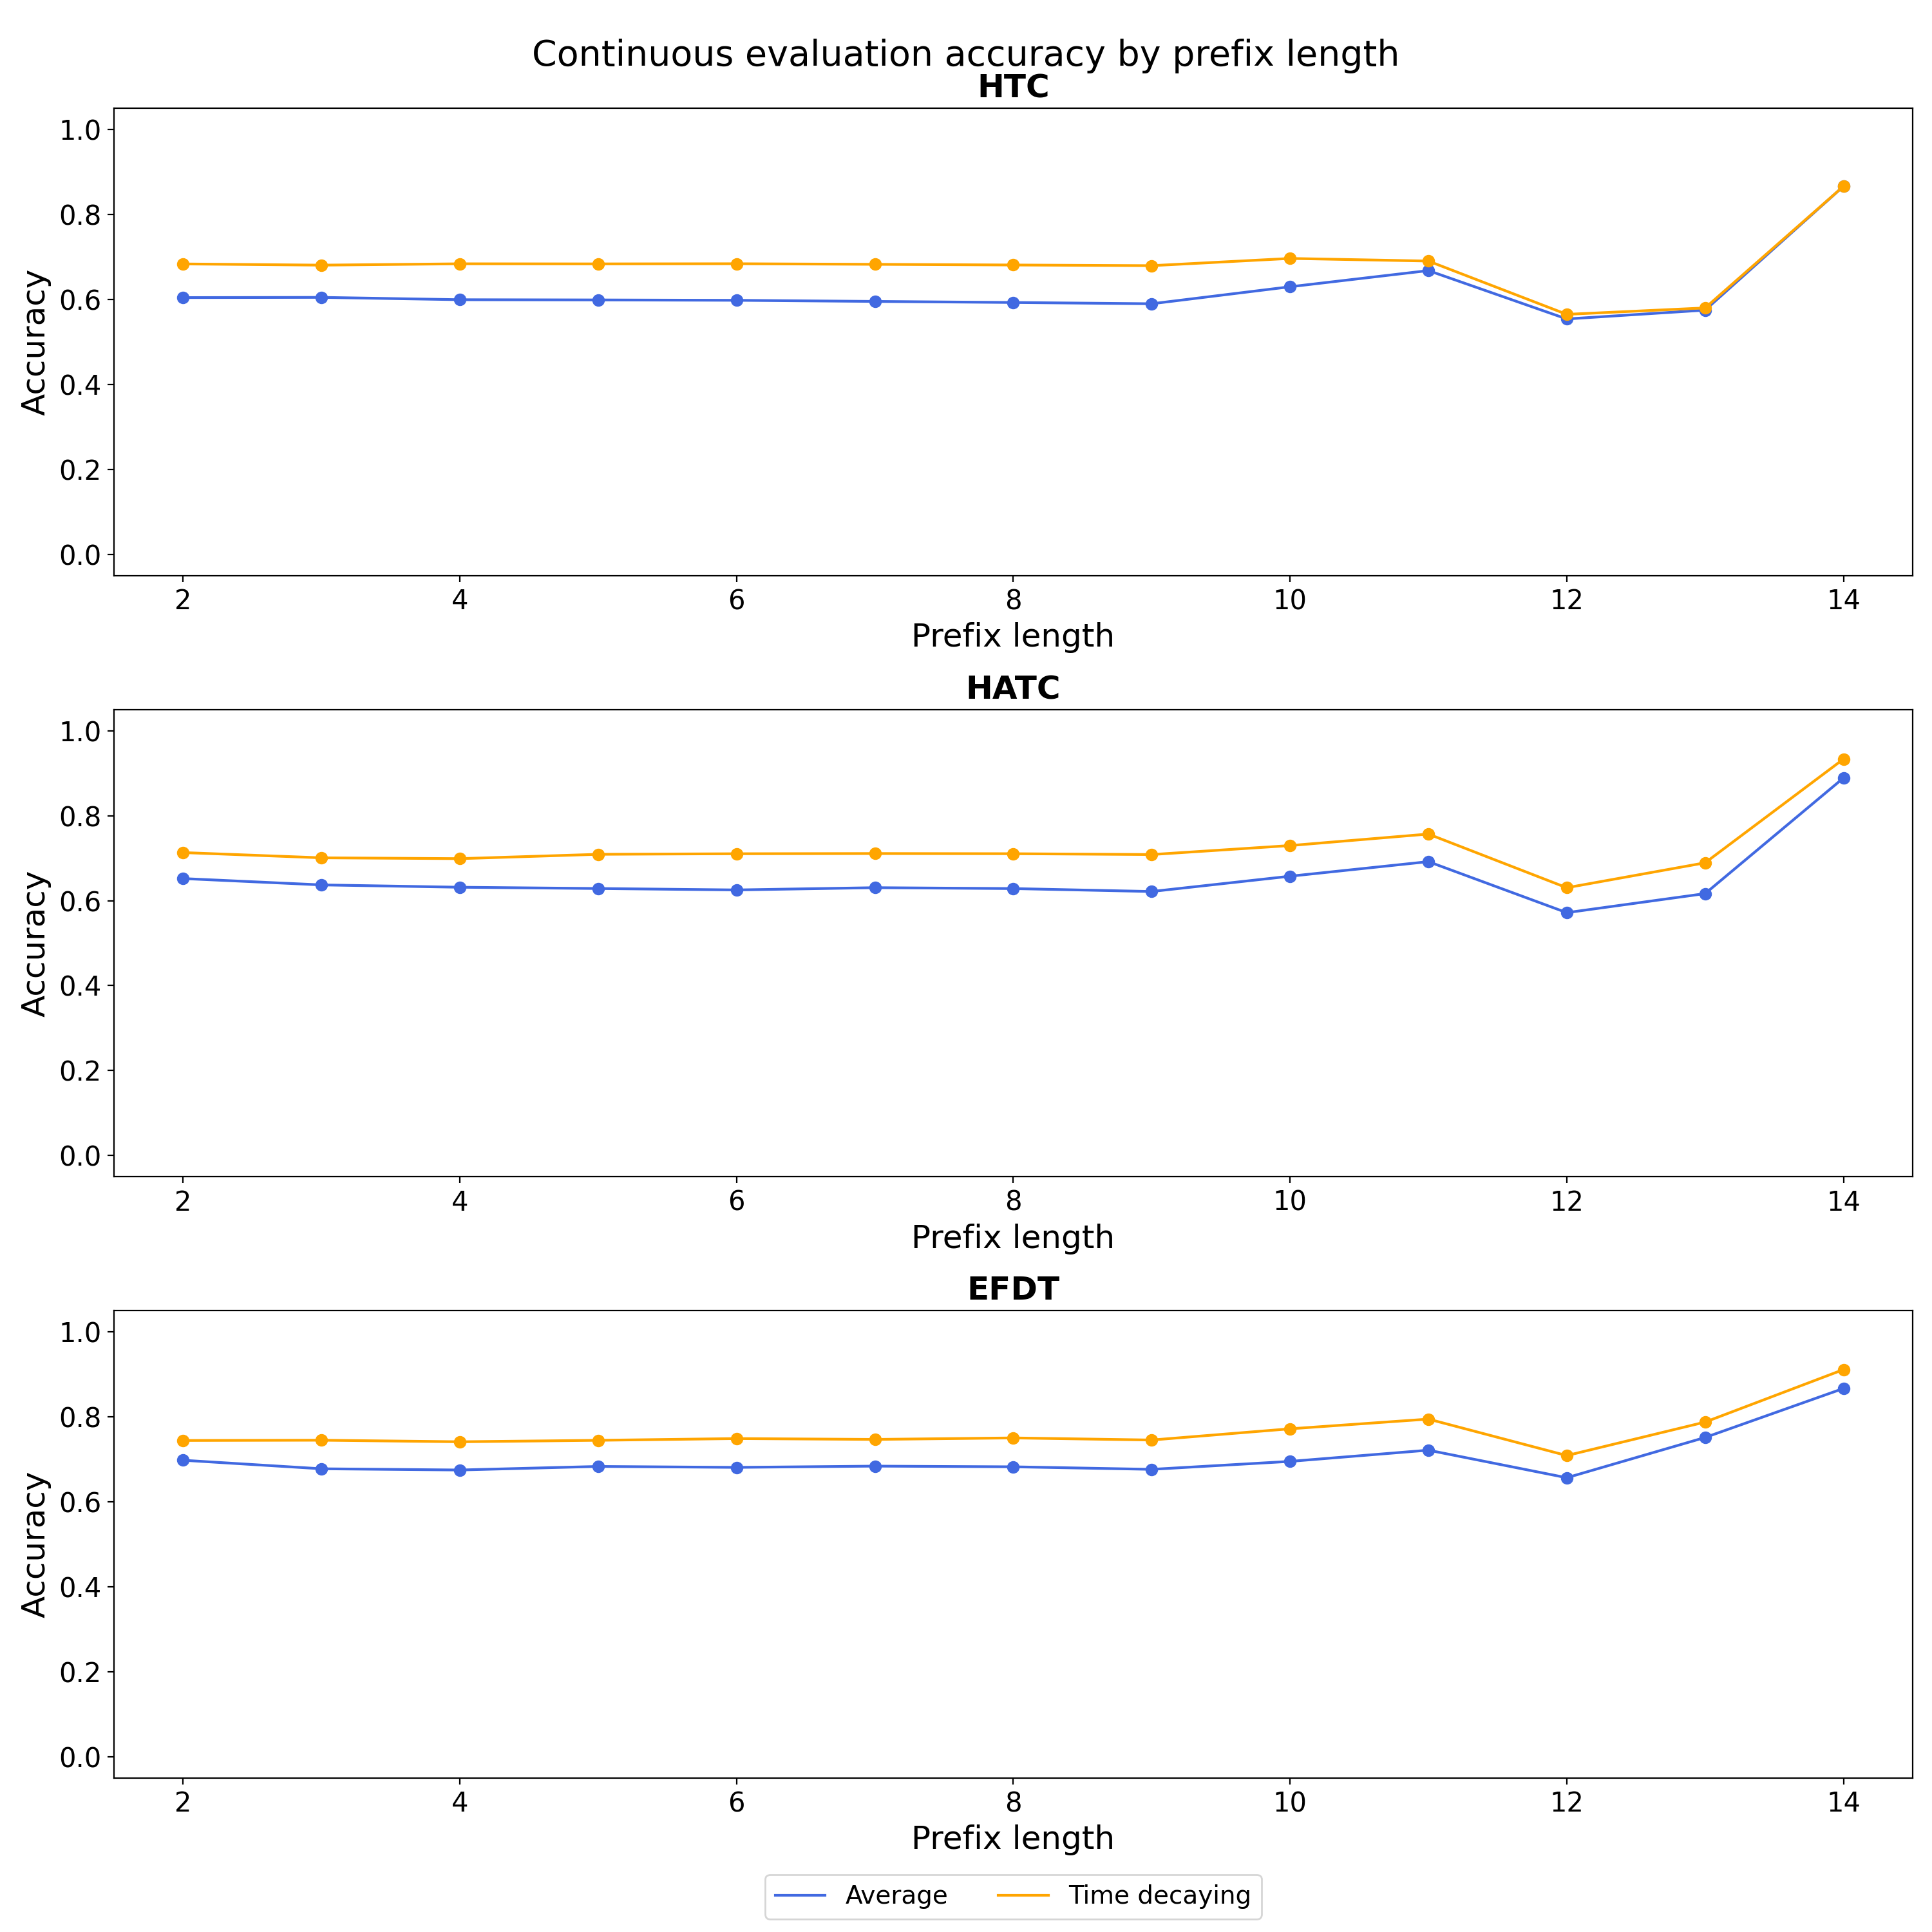 Continuous evaluation accuracy by prefix length
HTC
1.0
0.8
0.6
0.4
0.2
0.0
Accuracy
2 4 6 8 10 12 14
Prefix length
HATC
1.0
0.8
0.6
0.4
0.2
0.0
Accuracy
2 4 6 8 10 12 14
Prefix length
EFDT
1.0
0.8
0.6
0.4
0.2
0.0
Accuracy
2 4 6 8 10 12 14
Prefix length
Average Time decaying